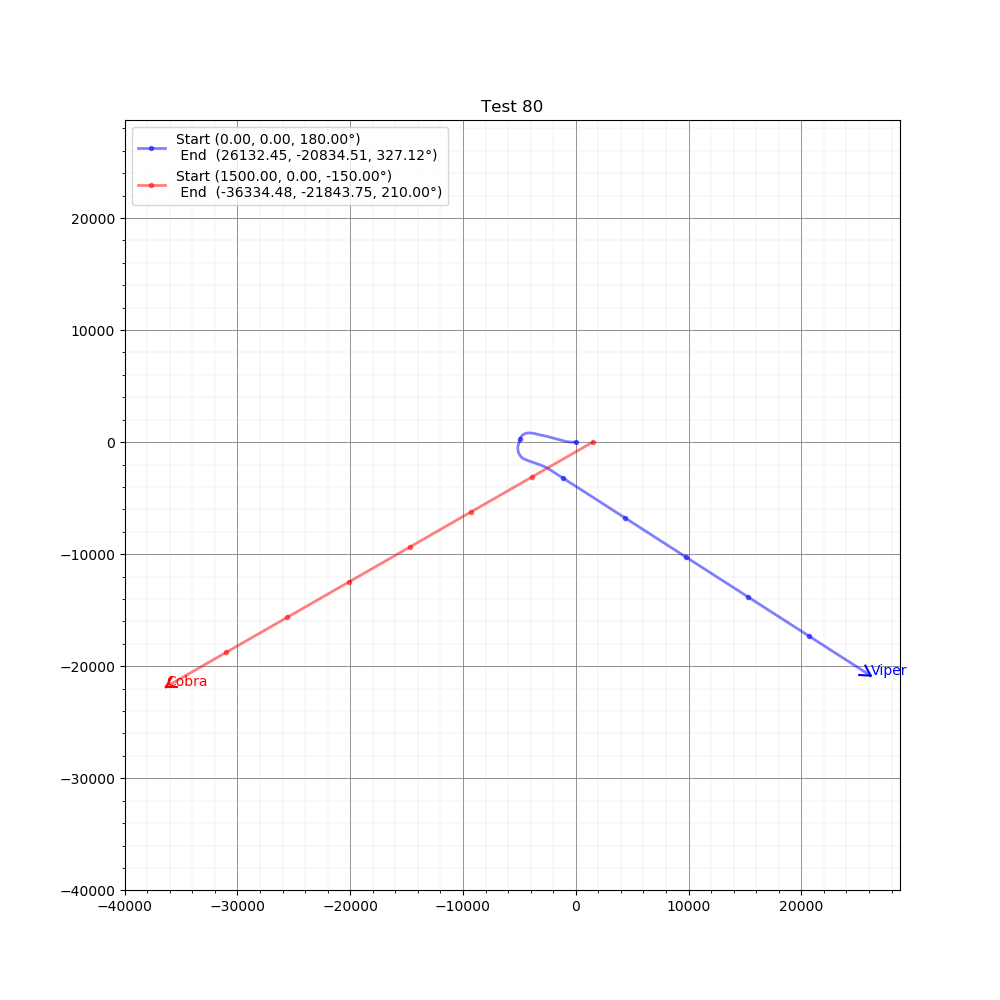 Test 80
Start (0.00, 0.00, 180.00°)
End (26132.45, -20834.51, 327.12°)
Start (1500.00, 0.00, -150.00°)
End (-36334.48, -21843.75, 210.00°)
20000
10000
0
−10000
−20000
−30000
−40000
Cobra
Viper
−40000 −30000 −20000 −10000 0 10000 20000